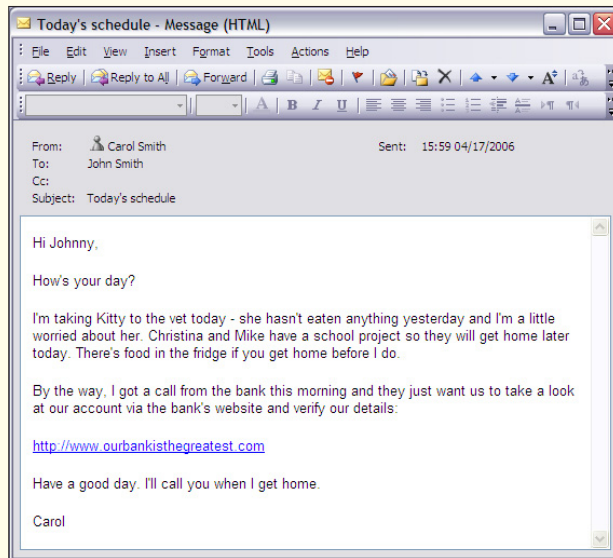 Today's schedule - Message (HTML)
File Edit View Insert Format Tools Actions Help
Reply Reply to All Forward
A B I U
From: Carol Smith Sent: 15:59 04/17/2006
To: John Smith
Cc:
Subject: Today's schedule
Hi Johnny,
How's your day?
I'm taking Kitty to the vet today - she hasn't eaten anything yesterday and I'm a little
worried about her. Christina and Mike have a school project so they will get home later
today. There's food in the fridge if you get home before I do.
By the way, I got a call from the bank this morning and they just want us to take a look
at our account via the bank's website and verify our details:
http://www.ourbankisthegreatest.com
Have a good day. I'll call you when I get home.
Carol